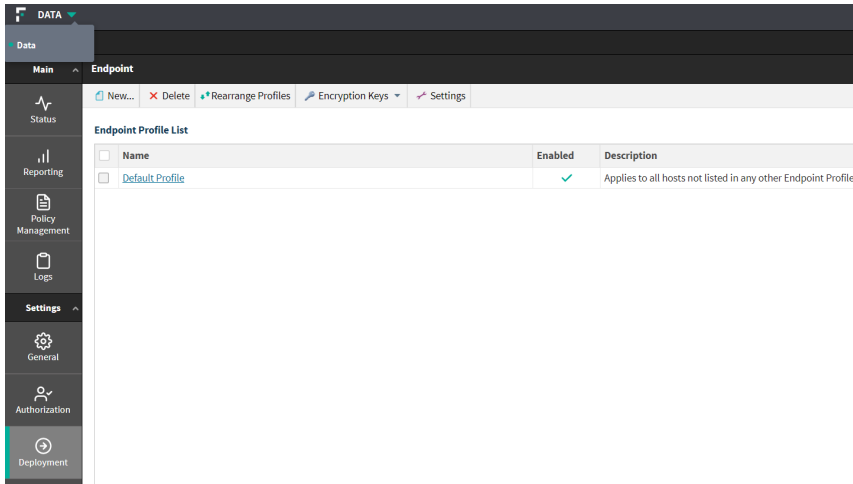 DATA
Data
Main
Endpoint
New...
Delete
Rearrange Profiles
Encryption Keys
Settings
Status
Endpoint Profile List
Name
Enabled
Description
Default Profile
Applies to all hosts not listed in any other Endpoint Profile
Reporting
Policy
Management
Logs
Settings
General
Authorization
Deployment